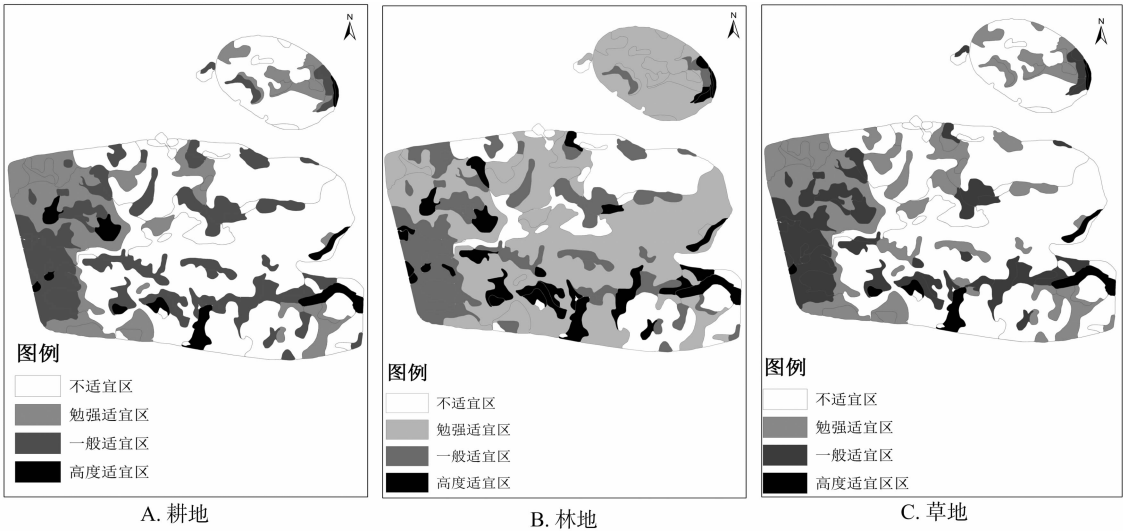 N
图例
不适宜区
勉强适宜区
一般适宜区
高度适宜区
A. 耕地
N
图例
不适宜区
勉强适宜区
一般适宜区
高度适宜区
B. 林地
N
图例
不适宜区
勉强适宜区
一般适宜区
高度适宜区区
C. 草地